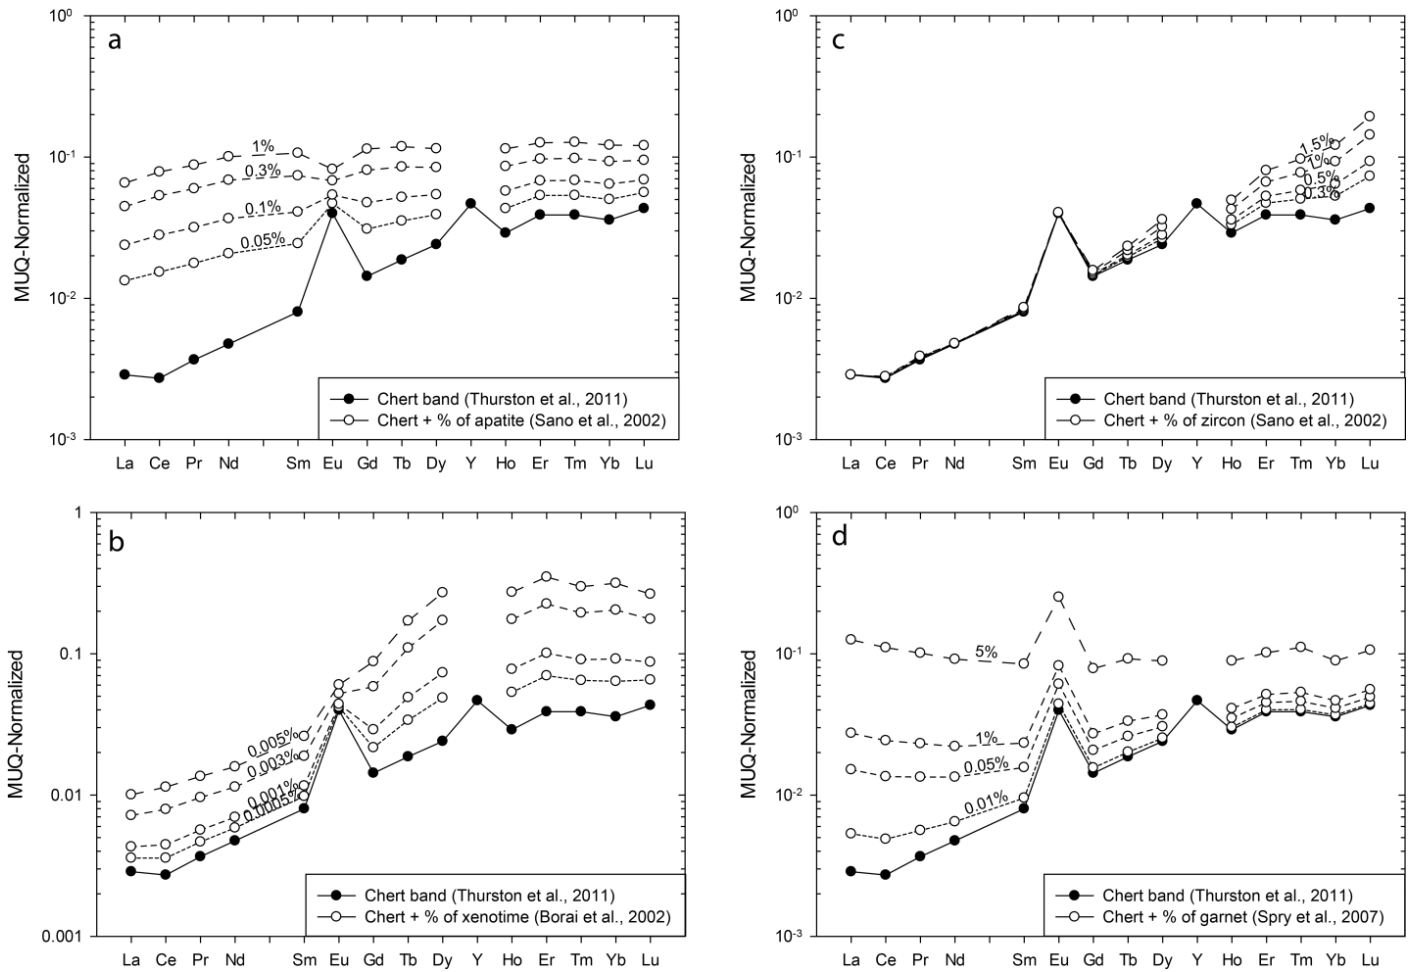 a
MUQ-Normalized
10⁰
10⁻¹
10⁻²
10⁻³
1%
0.3%
0.1%
0.05%
Chert band (Thurston et al., 2011)
Chert + % of apatite (Sano et al., 2002)
La Ce Pr Nd Sm Eu Gd Tb Dy Y Ho Er Tm Yb Lu
c
MUQ-Normalized
10⁰
10⁻¹
10⁻²
10⁻³
1.5%
1%
0.5%
0.3%
Chert band (Thurston et al., 2011)
Chert + % of zircon (Sano et al., 2002)
La Ce Pr Nd Sm Eu Gd Tb Dy Y Ho Er Tm Yb Lu
b
MUQ-Normalized
1
0.1
0.01
0.001
0.005%
0.003%
0.001%
0.0005%
Chert band (Thurston et al., 2011)
Chert + % of xenotime (Borai et al., 2002)
La Ce Pr Nd Sm Eu Gd Tb Dy Y Ho Er Tm Yb Lu
d
MUQ-Normalized
10⁰
10⁻¹
10⁻²
10⁻³
5%
1%
0.05%
0.01%
Chert band (Thurston et al., 2011)
Chert + % of garnet (Spry et al., 2007)
La Ce Pr Nd Sm Eu Gd Tb Dy Y Ho Er Tm Yb Lu